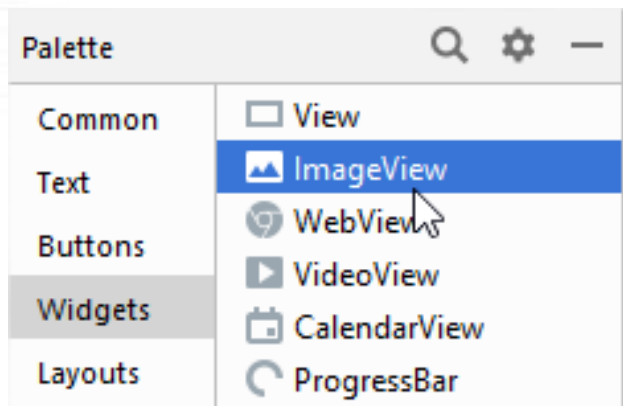 Palette
Common
Text
Buttons
Widgets
Layouts
View
ImageView
WebView
VideoView
CalendarView
ProgressBar